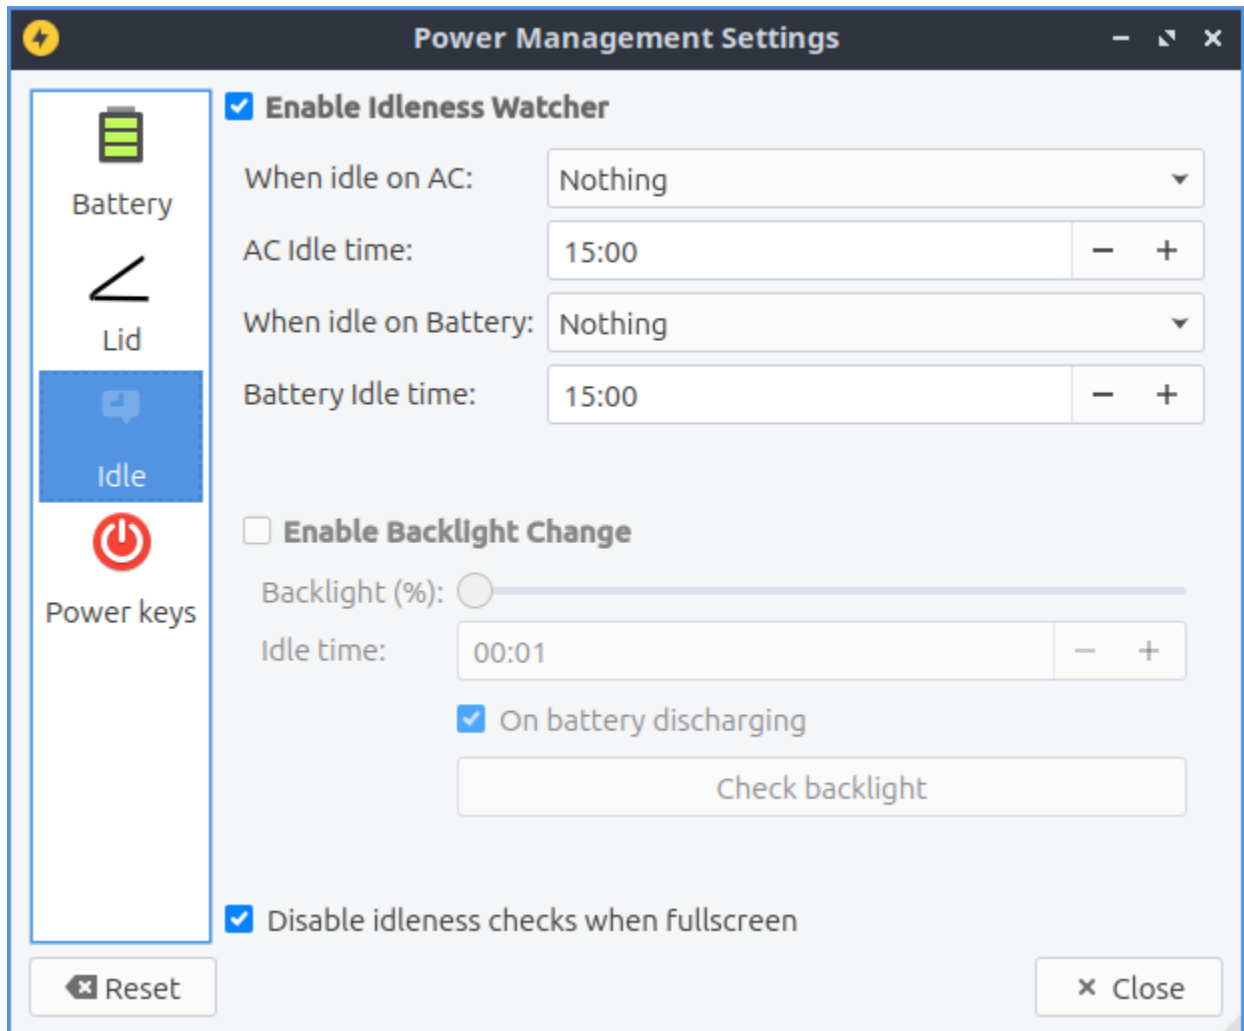 Power Management Settings
Battery
Lid
Idle
Power keys
Enable Idleness Watcher
When idle on AC: Nothing
AC Idle time: 15:00
When idle on Battery: Nothing
Battery Idle time: 15:00
Enable Backlight Change
Backlight (%):
Idle time: 00:01
On battery discharging
Check backlight
Disable idleness checks when fullscreen
Reset
Close